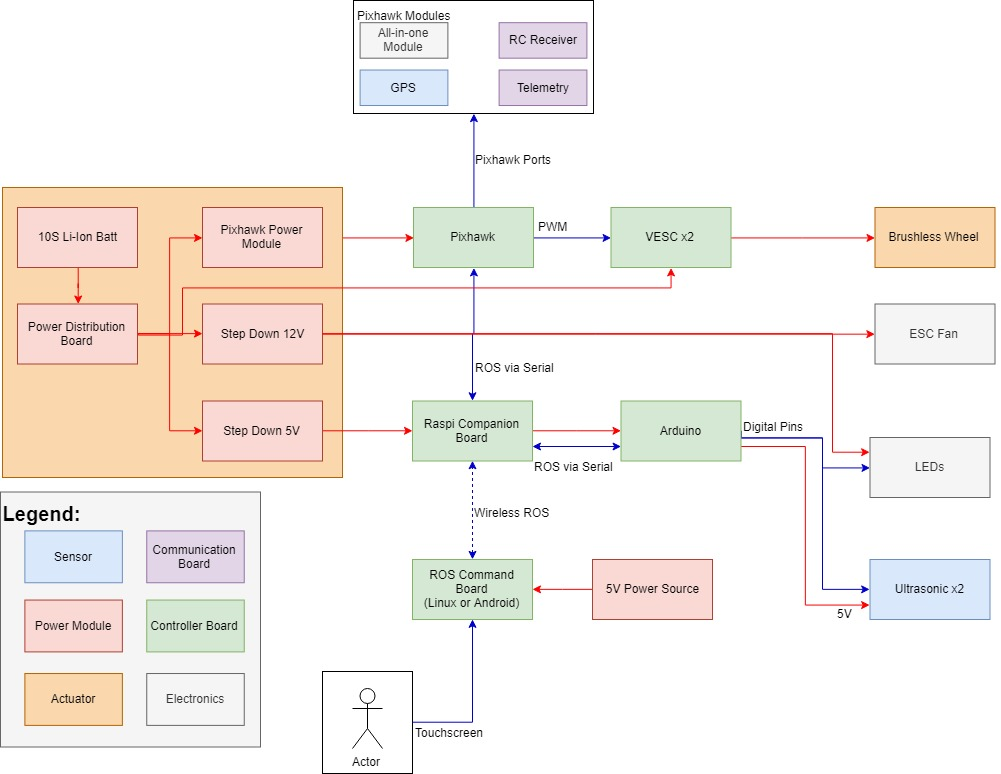 Pixhawk Modules
All-in-one
Module
RC Receiver
GPS
Telemetry
Pixhawk Ports
10S Li-Ion Batt
Pixhawk Power
Module
Pixhawk
PWM
VESC x2
Brushless Wheel
Power Distribution
Board
Step Down 12V
ESC Fan
ROS via Serial
Step Down 5V
Raspi Companion
Board
Arduino
Digital Pins
ROS via Serial
LEDs
Legend:
Wireless ROS
Sensor
Communication
Board
ROS Command
Board
(Linux or Android)
5V Power Source
Ultrasonic x2
5V
Power Module
Controller Board
Actuator
Electronics
Touchscreen
Actor